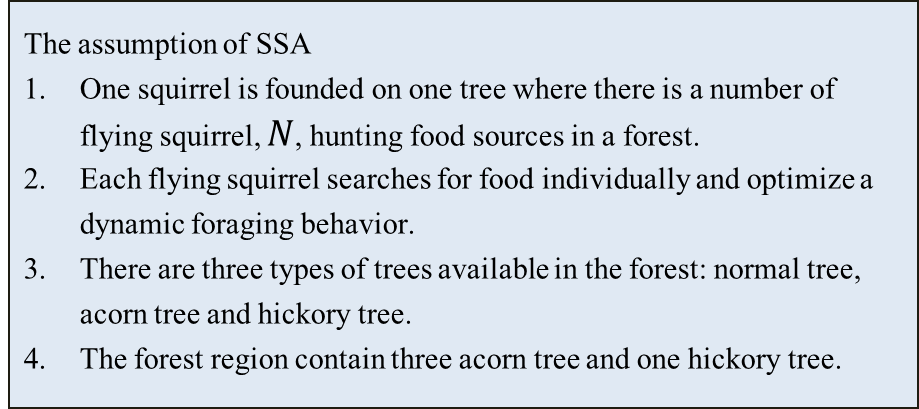 The assumption of SSA
1. One squirrel is founded on one tree where there is a number of
flying squirrel, N, hunting food sources in a forest.
2. Each flying squirrel searches for food individually and optimize a
dynamic foraging behavior.
3. There are three types of trees available in the forest: normal tree,
acorn tree and hickory tree.
4. The forest region contain three acorn tree and one hickory tree.